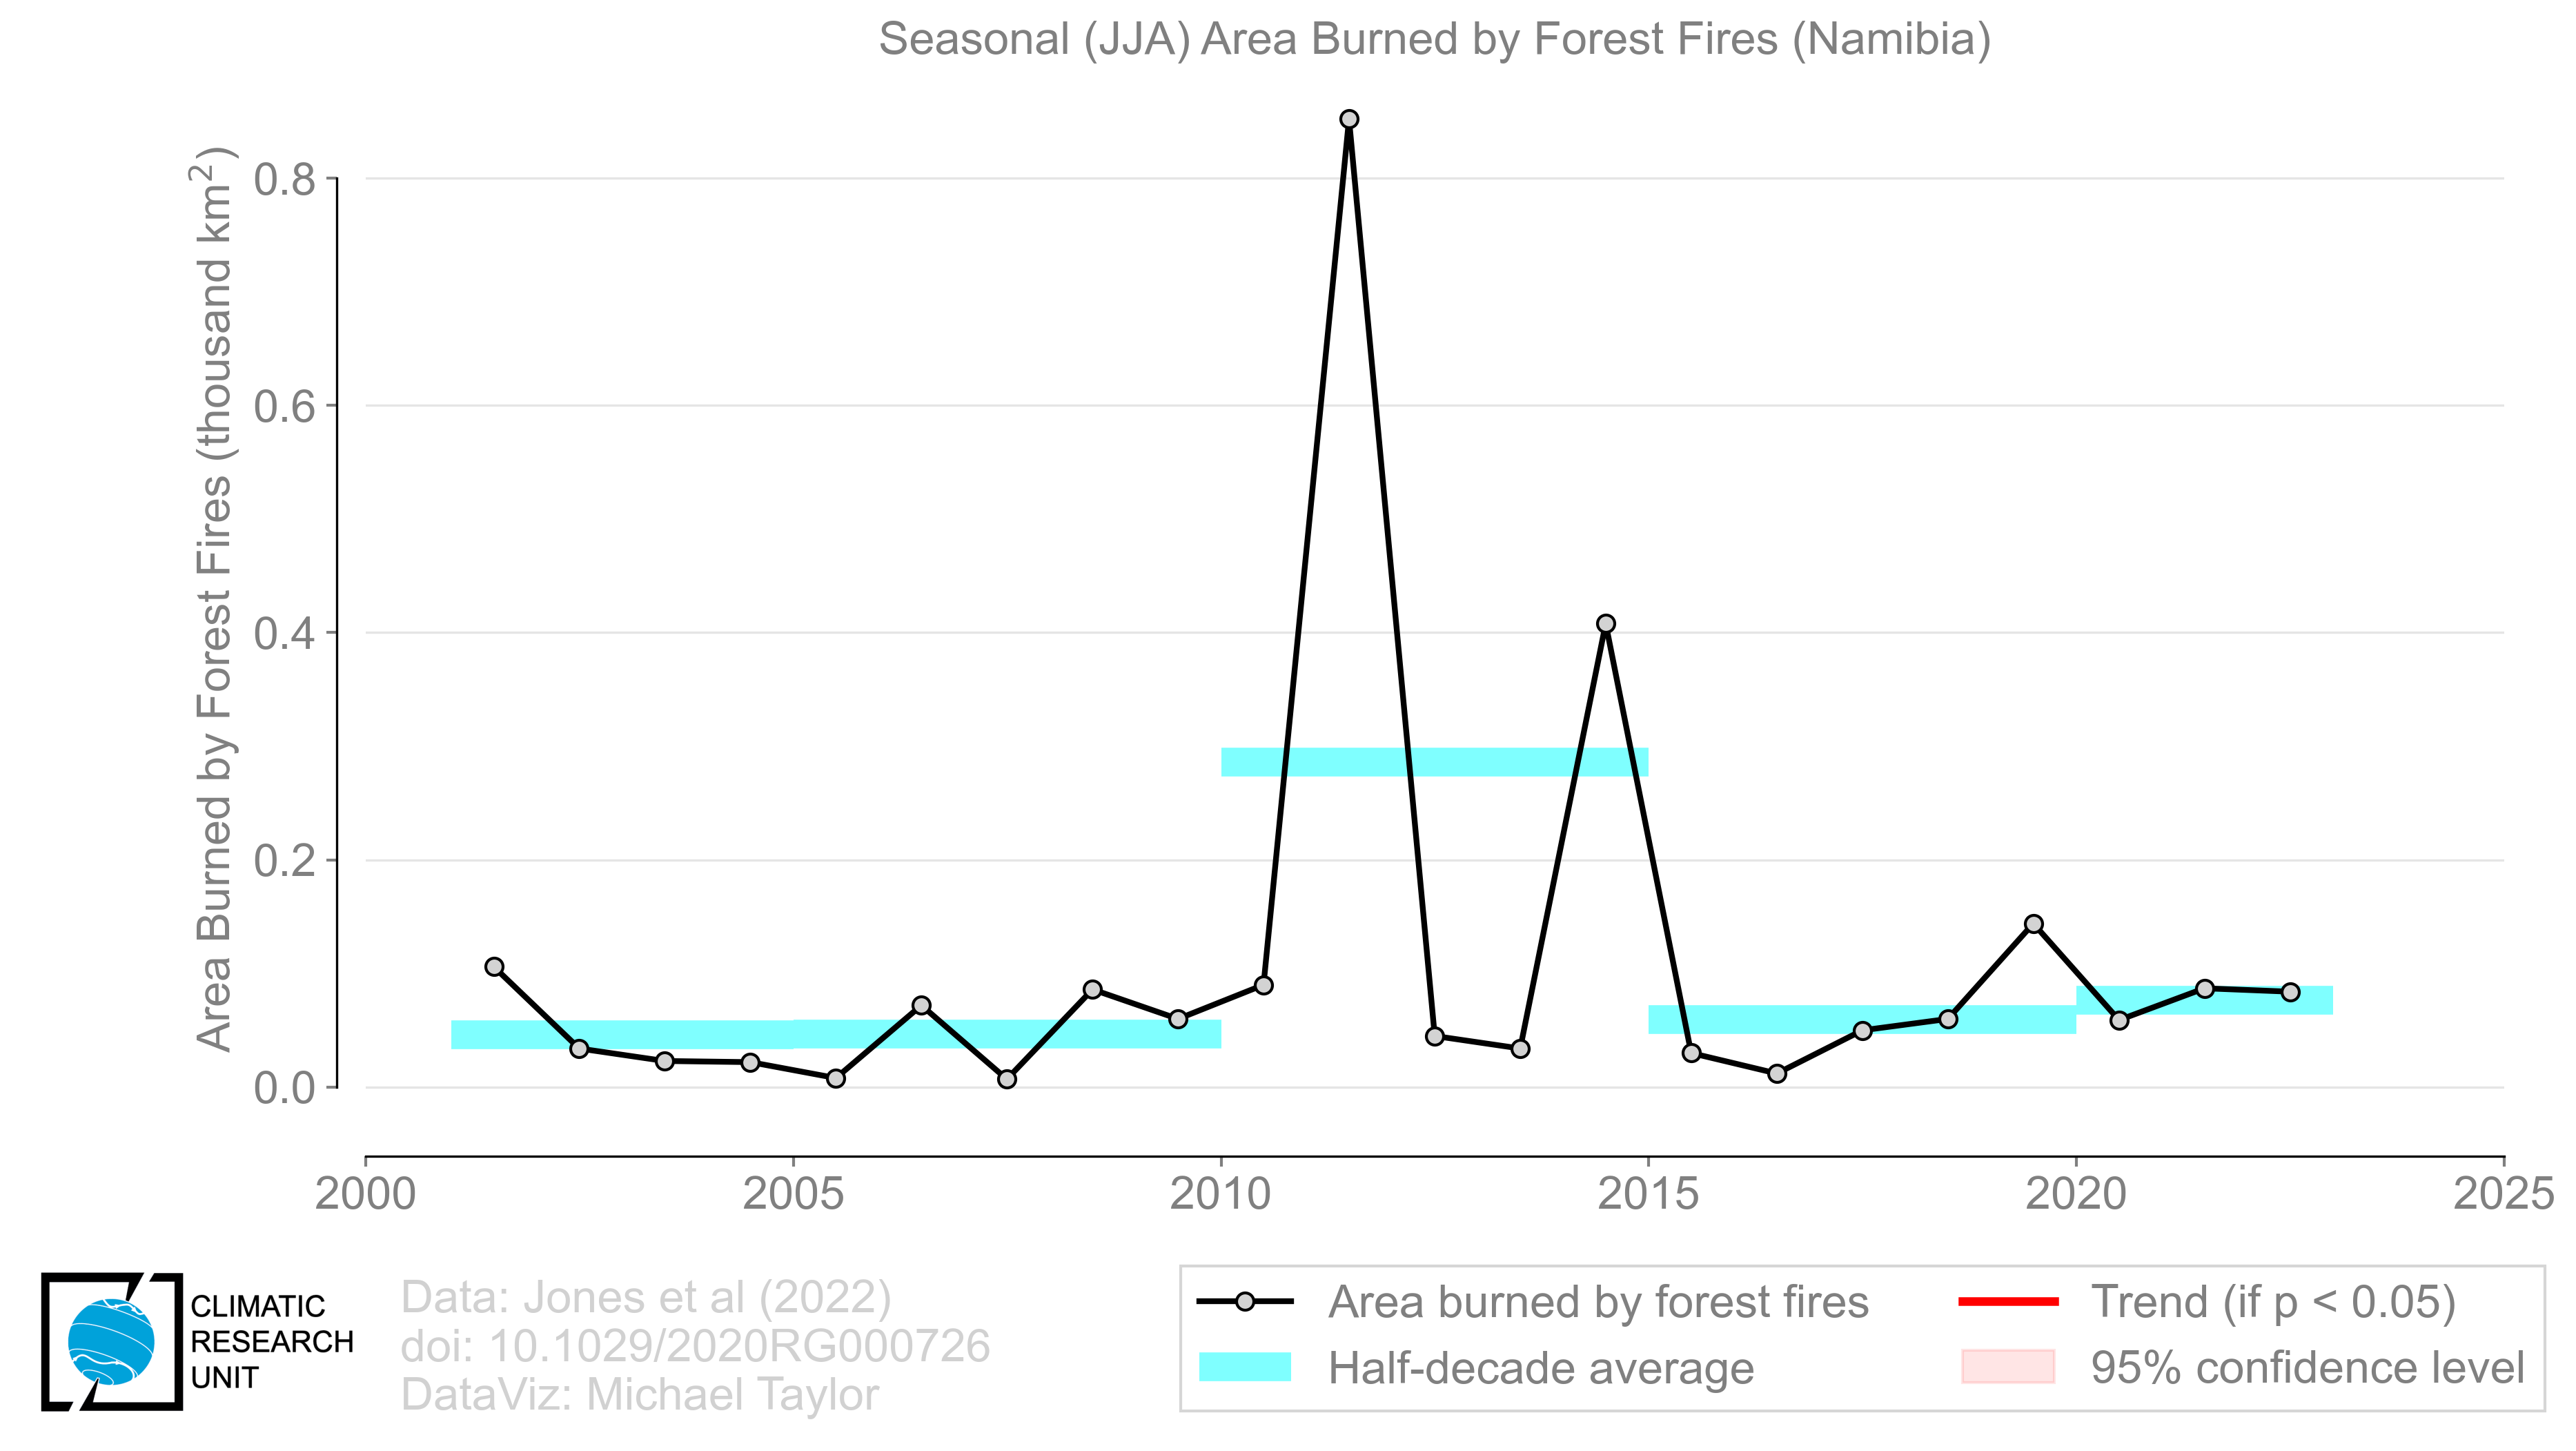 Seasonal (JJA) Area Burned by Forest Fires (Namibia)
Area Burned by Forest Fires (thousand km²)
0.8
0.6
0.4
0.2
0.0
2000 2005 2010 2015 2020 2025
CLIMATIC
RESEARCH
UNIT
Data: Jones et al (2022)
doi: 10.1029/2020RG000726
DataViz: Michael Taylor
Area burned by forest fires
Half-decade average
Trend (if p < 0.05)
95% confidence level